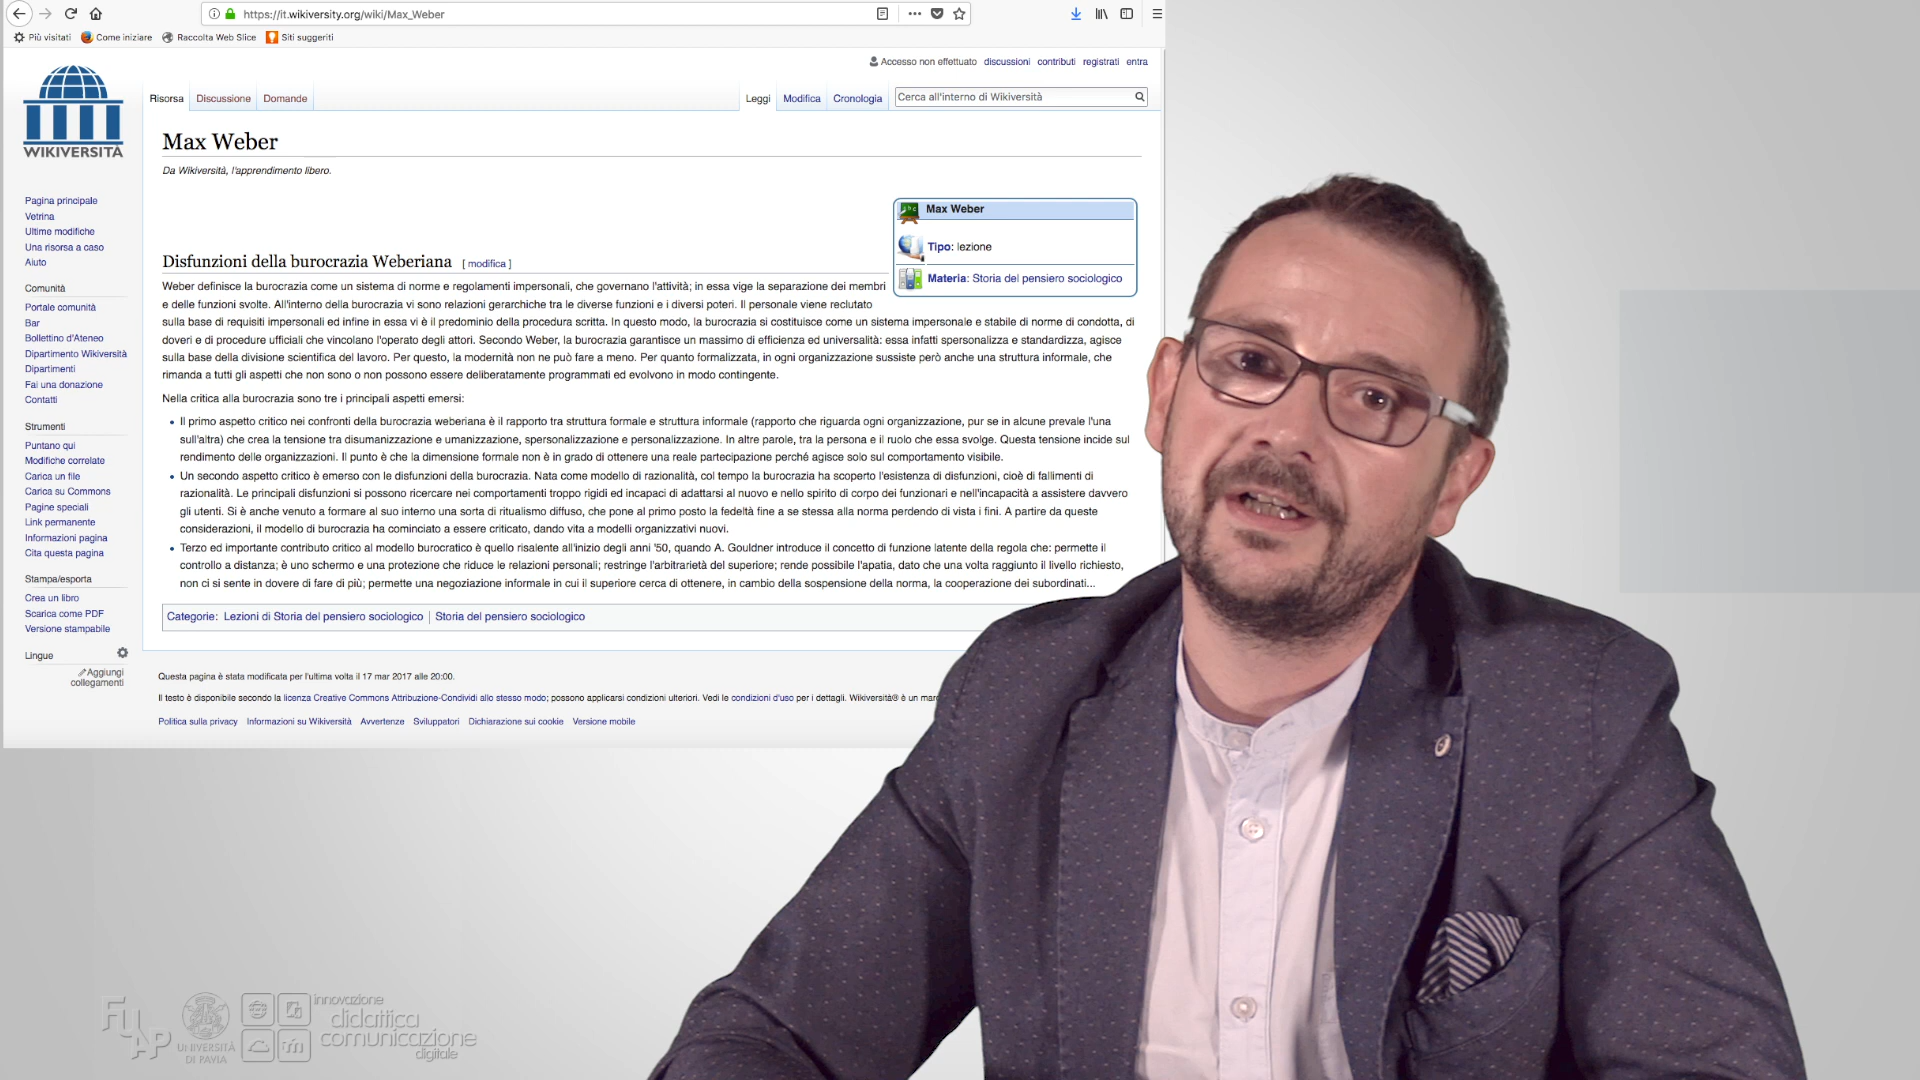 https://it.wikiversity.org/wiki/Max_Weber
Più visitati Come iniziare Raccolta Web Slice Siti suggeriti
Accesso non effettuato discussioni contributi registrati entra
Risorsa Discussione Domande Leggi Modifica Cronologia Cerca all'interno di Wikiversità
WIKIVERSITÀ
Max Weber
Da Wikiversità, l'apprendimento libero.
Pagina principale
Vetrina
Ultime modifiche
Una risorsa a caso
Aiuto
Comunità
Portale comunità
Bar
Bollettino d'Ateneo
Dipartimento Wikiversità
Dipartimenti
Fai una donazione
Contatti
Strumenti
Puntano qui
Modifiche correlate
Carica un file
Carica su Commons
Pagine speciali
Link permanente
Informazioni pagina
Cita questa pagina
Stampa/esporta
Crea un libro
Scarica come PDF
Versione stampabile
Lingue
Aggiungi
collegamenti
Max Weber
Tipo: lezione
Materia: Storia del pensiero sociologico
Disfunzioni della burocrazia Weberiana [ modifica ]
Weber definisce la burocrazia come un sistema di norme e regolamenti impersonali, che governano l'attività; in essa vige la separazione dei membri
e delle funzioni svolte. All'interno della burocrazia vi sono relazioni gerarchiche tra le diverse funzioni e i diversi poteri. Il personale viene reclutato
sulla base di requisiti impersonali ed infine in essa vi è il predominio della procedura scritta. In questo modo, la burocrazia si costituisce come un sistema impersonale e stabile di norme di condotta, di
doveri e di procedure ufficiali che vincolano l'operato degli attori. Secondo Weber, la burocrazia garantisce un massimo di efficienza ed universalità: essa infatti spersonalizza e standardizza, agisce
sulla base della divisione scientifica del lavoro. Per questo, la modernità non ne può fare a meno. Per quanto formalizzata, in ogni organizzazione sussiste però anche una struttura informale, che
rimanda a tutti gli aspetti che non sono o non possono essere deliberatamente programmati ed evolvono in modo contingente.
Nella critica alla burocrazia sono tre i principali aspetti emersi:
• Il primo aspetto critico nei confronti della burocrazia weberiana è il rapporto tra struttura formale e struttura informale (rapporto che riguarda ogni organizzazione, pur se in alcune prevale l'una
sull'altra) che crea la tensione tra disumanizzazione e umanizzazione, spersonalizzazione e personalizzazione. In altre parole, tra la persona e il ruolo che essa svolge. Questa tensione incide sul
rendimento delle organizzazioni. Il punto è che la dimensione formale non è in grado di ottenere una reale partecipazione perché agisce solo sul comportamento visibile.
• Un secondo aspetto critico è emerso con le disfunzioni della burocrazia. Nata come modello di razionalità, col tempo la burocrazia ha scoperto l'esistenza di disfunzioni, cioè di fallimenti di
razionalità. Le principali disfunzioni si possono ricercare nei comportamenti troppo rigidi ed incapaci di adattarsi al nuovo e nello spirito di corpo dei funzionari e nell'incapacità a assistere davvero
gli utenti. Si è anche venuto a formare al suo interno una sorta di ritualismo diffuso, che pone al primo posto la fedeltà fine a se stessa alla norma perdendo di vista i fini. A partire da queste
considerazioni, il modello di burocrazia ha cominciato a essere criticato, dando vita a modelli organizzativi nuovi.
• Terzo ed importante contributo critico al modello burocratico è quello risalente all'inizio degli anni '50, quando A. Gouldner introduce il concetto di funzione latente della regola che: permette il
controllo a distanza; è uno schermo e una protezione che riduce le relazioni personali; restringe l'arbitrarietà del superiore; rende possibile l'apatia, dato che una volta raggiunto il livello richiesto,
non ci si sente in dovere di fare di più; permette una negoziazione informale in cui il superiore cerca di ottenere, in cambio della sospensione della norma, la cooperazione dei subordinati...
Categorie: Lezioni di Storia del pensiero sociologico | Storia del pensiero sociologico
Questa pagina è stata modificata per l'ultima volta il 17 mar 2017 alle 20:00.
Il testo è disponibile secondo la licenza Creative Commons Attribuzione-Condividi allo stesso modo; possono applicarsi condizioni ulteriori. Vedi le condizioni d'uso per i dettagli. Wikiversità® è un mar
Politica sulla privacy Informazioni su Wikiversità Avvertenze Sviluppatori Dichiarazione sui cookie Versione mobile
UNIVERSITÀ
DI PAVIA
innovazione
didattica
comunicazione
digitale